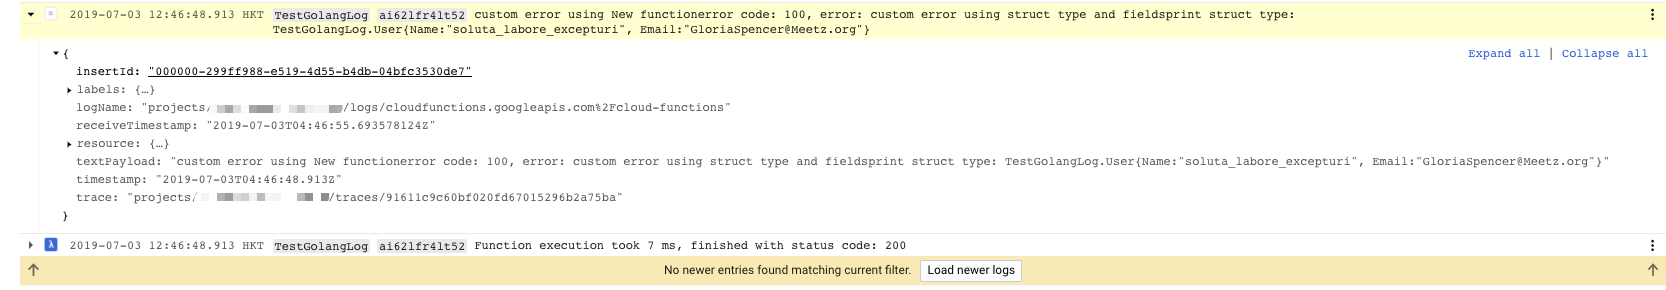 2019-07-03 12:46:48.913 HKT TestGolangLog ai62lfr4lt52 custom error using New functionerror code: 100, error: custom error using struct type and fieldsprint struct type:
TestGolangLog.User{Name:"soluta_labore_excepturi", Email:"GloriaSpencer@Meetz.org"}
{
Expand all | Collapse all
insertId: "000000-299ff988-e519-4d55-b4db-04bfc3530de7"
labels: {…}
logName: "projects/ /logs/cloudfunctions.googleapis.com%2Fcloud-functions"
receiveTimestamp: "2019-07-03T04:46:55.693578124Z"
resource: {…}
textPayload: "custom error using New functionerror code: 100, error: custom error using struct type and fieldsprint struct type: TestGolangLog.User{Name:"soluta_labore_excepturi", Email:"GloriaSpencer@Meetz.org"}"
timestamp: "2019-07-03T04:46:48.913Z"
trace: "projects/ /traces/91611c9c60bf020fd67015296b2a75ba"
}
λ 2019-07-03 12:46:48.913 HKT TestGolangLog ai62lfr4lt52 Function execution took 7 ms, finished with status code: 200
No newer entries found matching current filter. Load newer logs